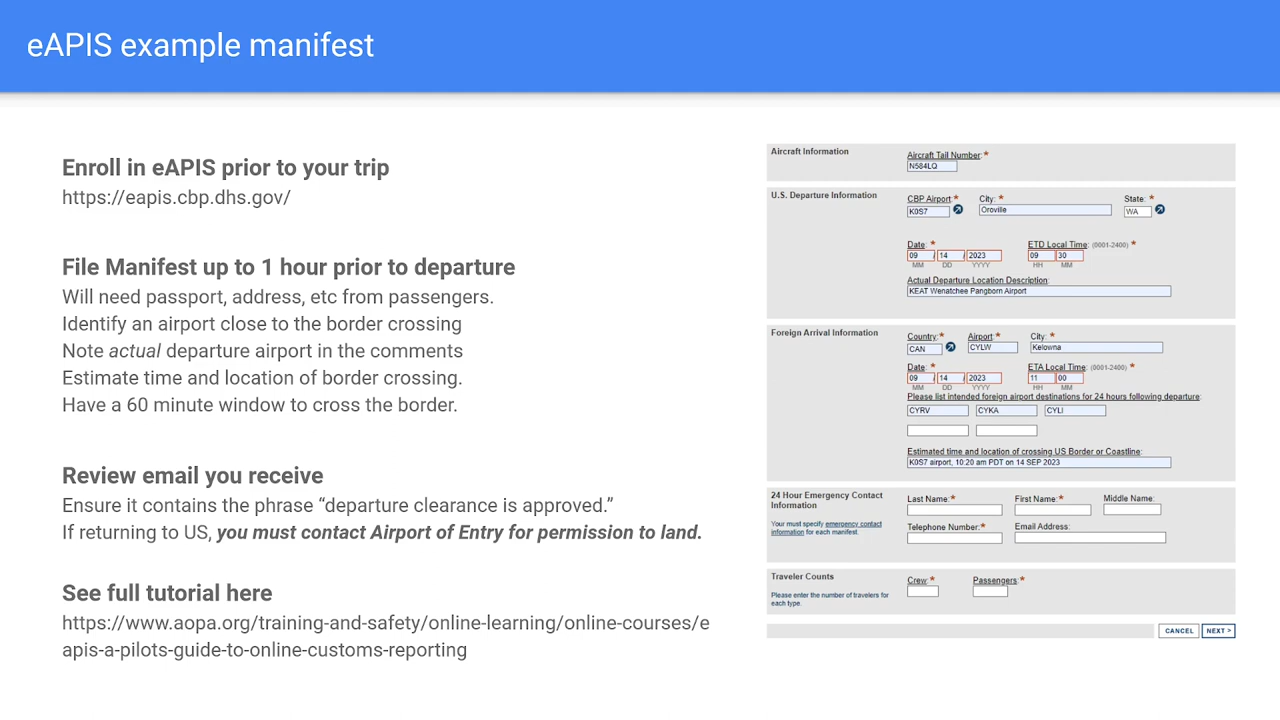 eAPIS example manifest
Enroll in eAPIS prior to your trip
https://eapis.cbp.dhs.gov/
File Manifest up to 1 hour prior to departure
Will need passport, address, etc from passengers.
Identify an airport close to the border crossing
Note actual departure airport in the comments
Estimate time and location of border crossing.
Have a 60 minute window to cross the border.
Review email you receive
Ensure it contains the phrase “departure clearance is approved.”
If returning to US, you must contact Airport of Entry for permission to land.
See full tutorial here
https://www.aopa.org/training-and-safety/online-learning/online-courses/e
apis-a-pilots-guide-to-online-customs-reporting
Aircraft Information
Aircraft Tail Number:*
N584LQ
U.S. Departure Information
CBP Airport* City:* State: *
K0S7 Oroville WA
Date: * ETD Local Time: (0001-2400) *
09 / 14 / 2023 09 30
MM DD YYYY HH MM
Actual Departure Location Description:
KEAT Wenatchee Pangborn Airport
Foreign Arrival Information
Country:* Airport:* City:*
CAN CYLW Kelowna
Date: * ETA Local Time: (0001-2400) *
09 / 14 / 2023 11 00
MM DD YYYY HH MM
Please list intended foreign airport destinations for 24 hours following departure:
CYRV CYKA CYLI
Estimated time and location of crossing US Border or Coastline:
K0S7 airport, 10:20 am PDT on 14 SEP 2023
24 Hour Emergency Contact
Information
You must specify emergency contact
information for each manifest.
Last Name:* First Name:* Middle Name:
Telephone Number:* Email Address:
Traveler Counts
Please enter the number of travelers for
each type.
Crew:* Passengers:*
CANCEL NEXT >